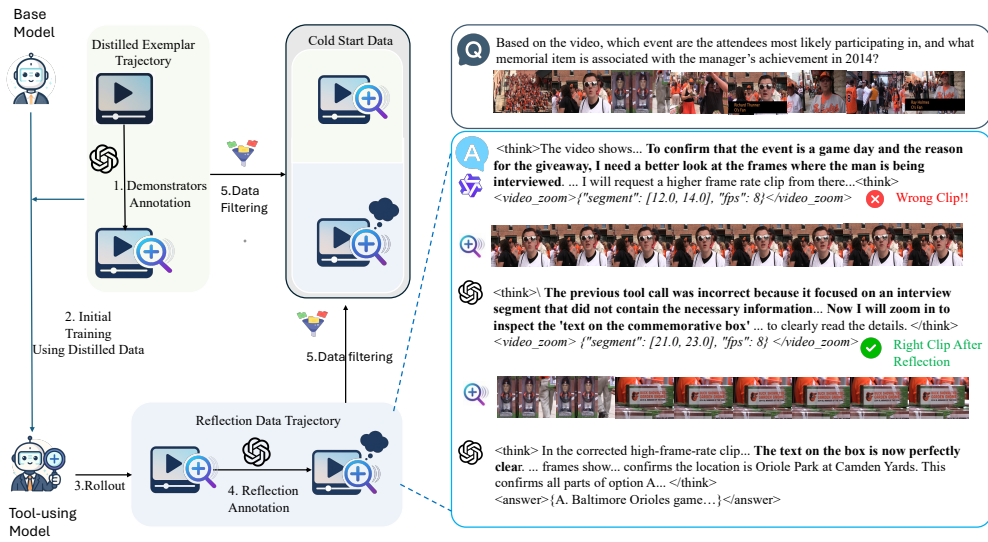 Base
Model
Distilled Exemplar
Trajectory
1. Demonstrators
Annotation
5.Data
Filtering
Cold Start Data
2. Initial
Training
Using Distilled Data
5.Data filtering
Reflection Data Trajectory
3.Rollout
4. Reflection
Annotation
Tool-using
Model
Q
Based on the video, which event are the attendees most likely participating in, and what
memorial item is associated with the manager's achievement in 2014?
A
<think>The video shows... To confirm that the event is a game day and the reason
for the giveaway, I need a better look at the frames where the man is being
interviewed. ... I will request a higher frame rate clip from there...<think>
<video_zoom>{"segment": [12.0, 14.0], "fps": 8}</video_zoom>
Wrong Clip!!
<think>\ The previous tool call was incorrect because it focused on an interview
segment that did not contain the necessary information... Now I will zoom in to
inspect the 'text on the commemorative box' ... to clearly read the details. </think>
<video_zoom> {"segment": [21.0, 23.0], "fps": 8} </video_zoom>
Right Clip After
Reflection
<think> In the corrected high-frame-rate clip... The text on the box is now perfectly
clear. ... frames show... confirms the location is Oriole Park at Camden Yards. This
confirms all parts of option A... </think>
<answer>{A. Baltimore Orioles game…}</answer>